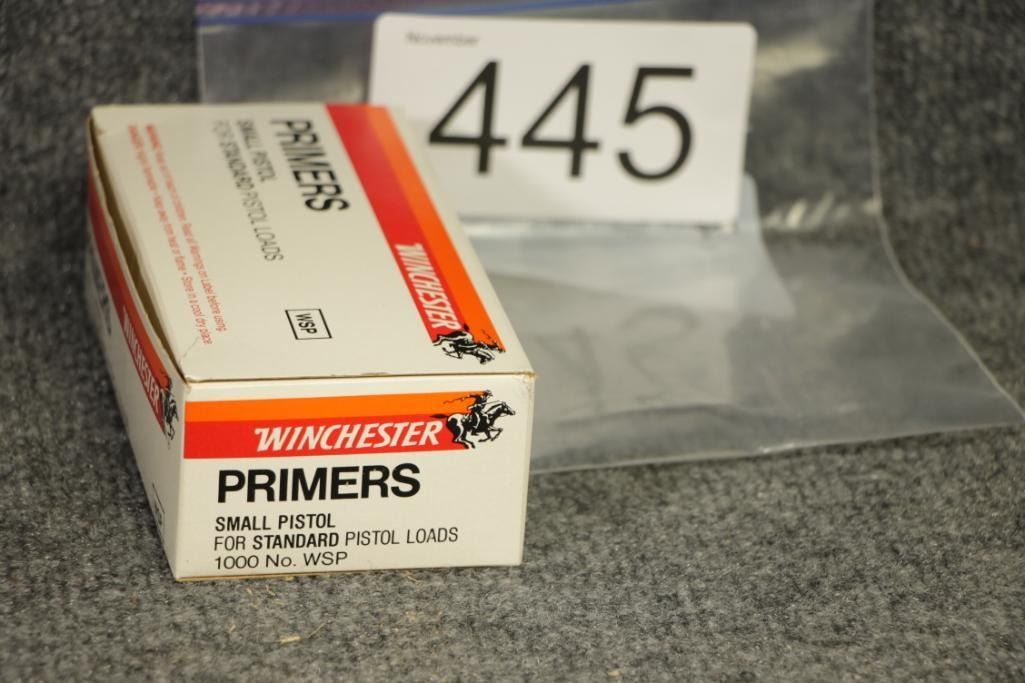 November
445
PRIMERS
SMALL PISTOL
FOR STANDARD PISTOL LOADS
WSP
WINCHESTER
WINCHESTER
WINCHESTER
PRIMERS
SMALL PISTOL
FOR STANDARD PISTOL LOADS
1000 No. WSP